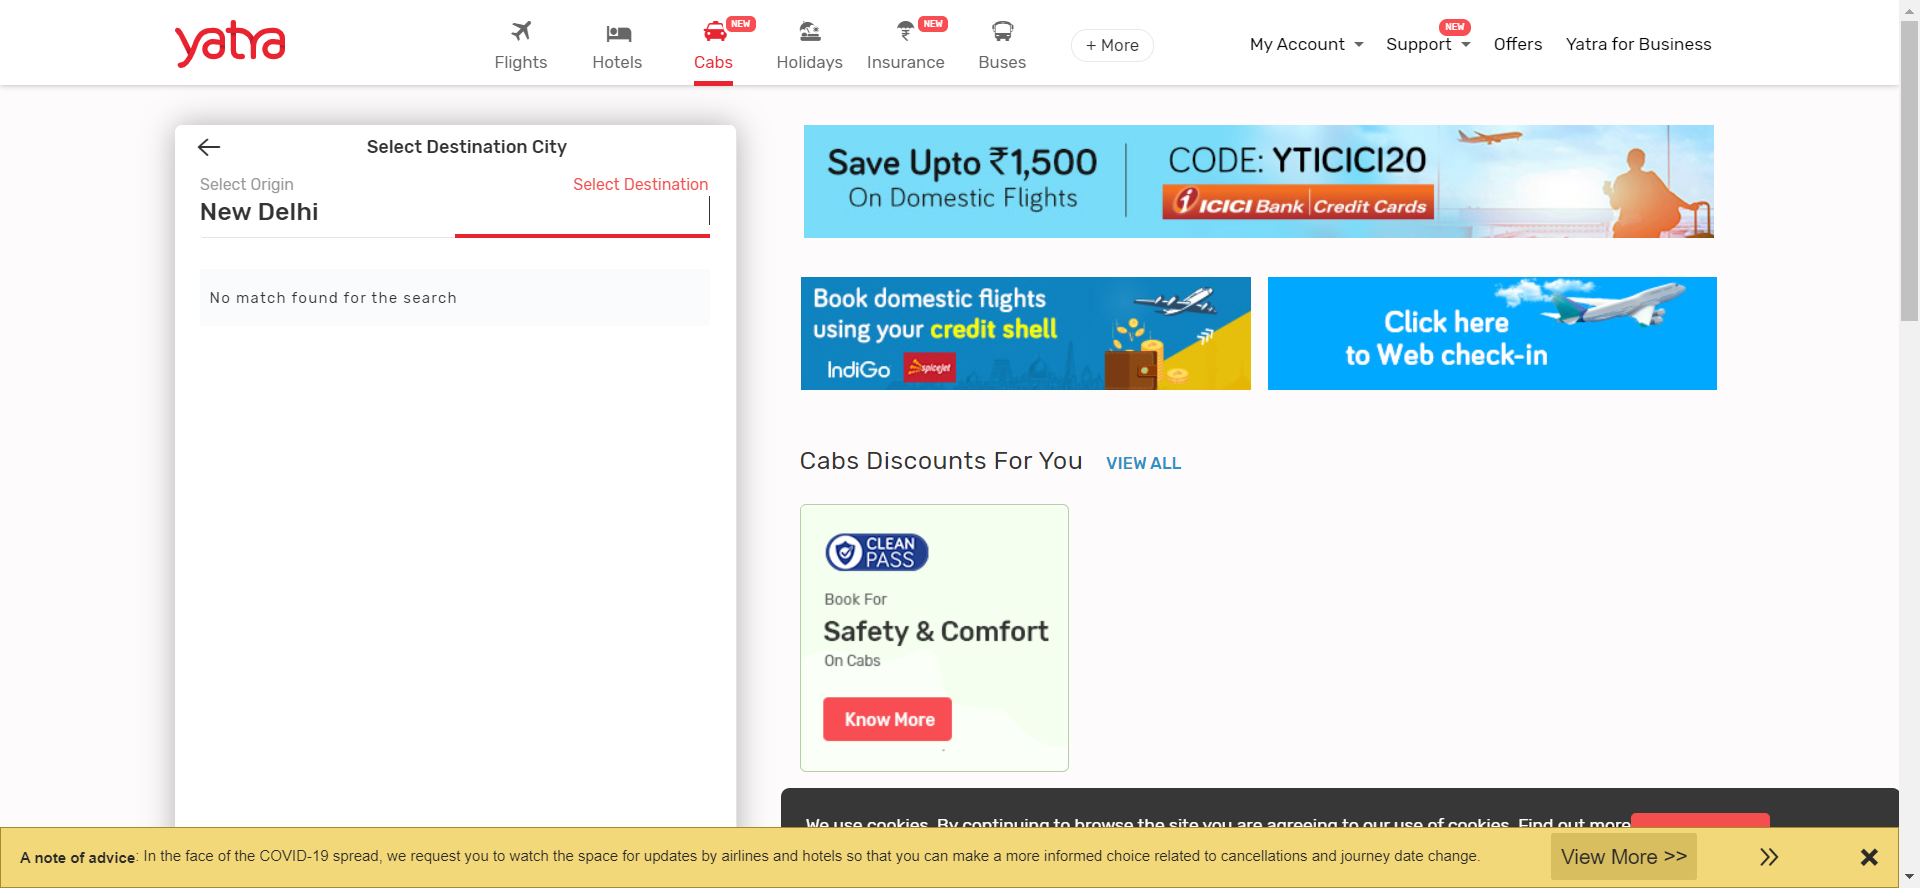 yatra
Flights
Hotels
NEW
Cabs
Holidays
NEW
Insurance
Buses
+ More
My Account
NEW
Support
Offers
Yatra for Business
Select Destination City
Select Origin
Select Destination
New Delhi
No match found for the search
Save Upto ₹1,500
On Domestic Flights
CODE: YTICICI20
ICICI Bank | Credit Cards
Book domestic flights
using your credit shell
IndiGo
spicejet
Click here
to Web check-in
Cabs Discounts For You VIEW ALL
CLEAN
PASS
Book For
Safety & Comfort
On Cabs
Know More
We use cookies. By continuing to browse the site you are agreeing to our use of cookies. Find out more
A note of advice: In the face of the COVID-19 spread, we request you to watch the space for updates by airlines and hotels so that you can make a more informed choice related to cancellations and journey date change.
View More >>